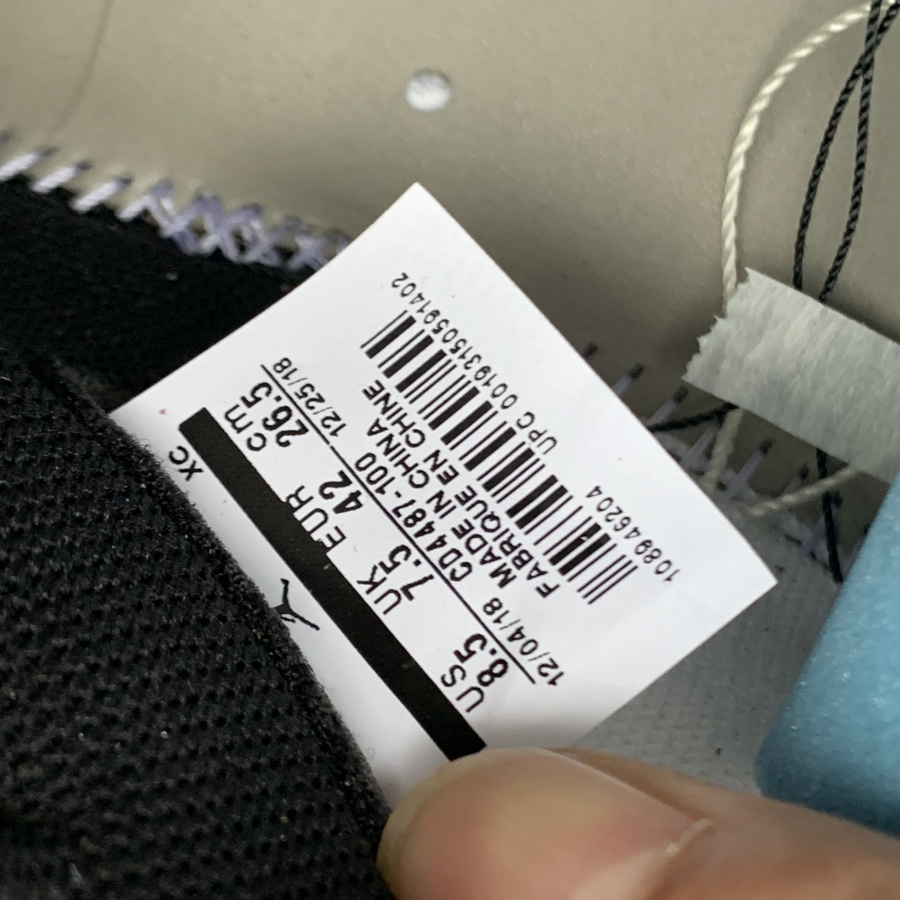 XC
US UK EUR cm
8.5 7.5 42 26.5
12/04/18 CD4487-100 12/25/18
MADE IN CHINA
FABRIQUE EN CHINE
UPC 00193150591402
108946204